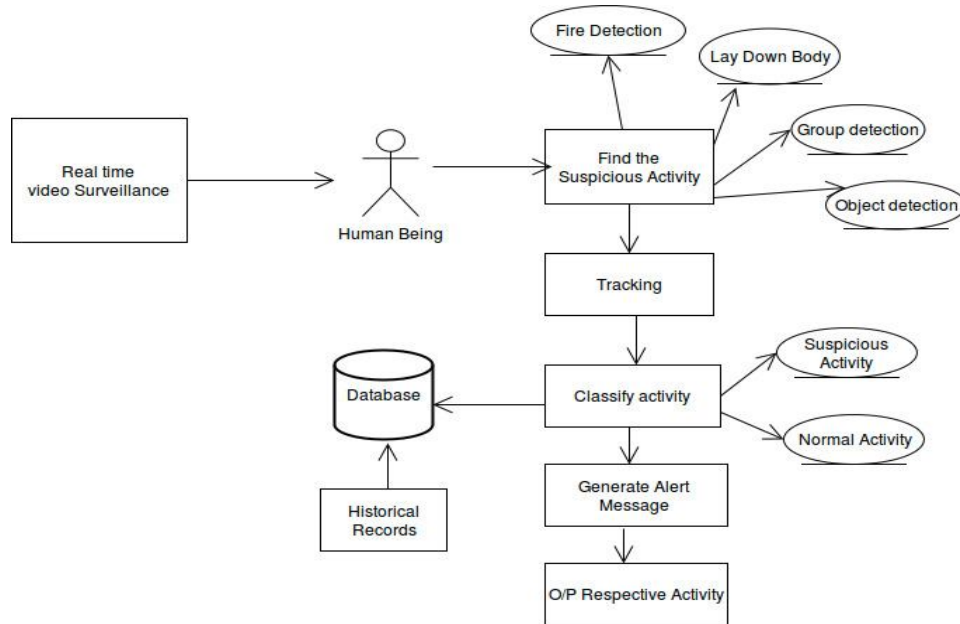 Fire Detection
Lay Down Body
Group detection
Object detection
Real time
video Surveillance
Human Being
Find the
Suspicious Activity
Tracking
Suspicious
Activity
Database
Classify activity
Normal Activity
Historical
Records
Generate Alert
Message
O/P Respective Activity